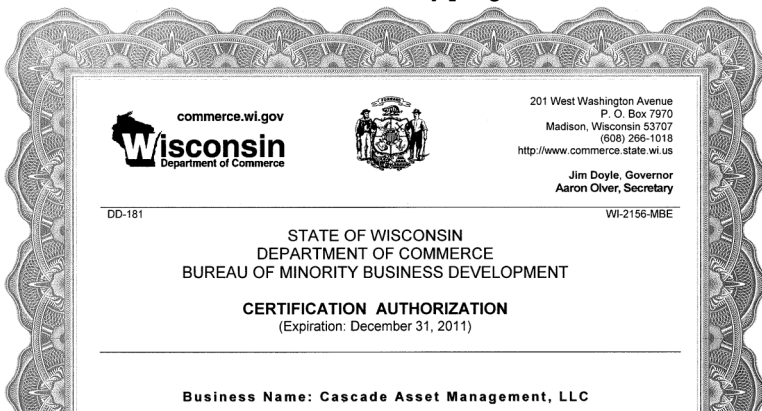 commerce.wi.gov
Wisconsin
Department of Commerce
FORWARD
201 West Washington Avenue
P. O. Box 7970
Madison, Wisconsin 53707
(608) 266-1018
http://www.commerce.state.wi.us
Jim Doyle, Governor
Aaron Olver, Secretary
DD-181
WI-2156-MBE
STATE OF WISCONSIN
DEPARTMENT OF COMMERCE
BUREAU OF MINORITY BUSINESS DEVELOPMENT
CERTIFICATION AUTHORIZATION
(Expiration: December 31, 2011)
Business Name: Cascade Asset Management, LLC